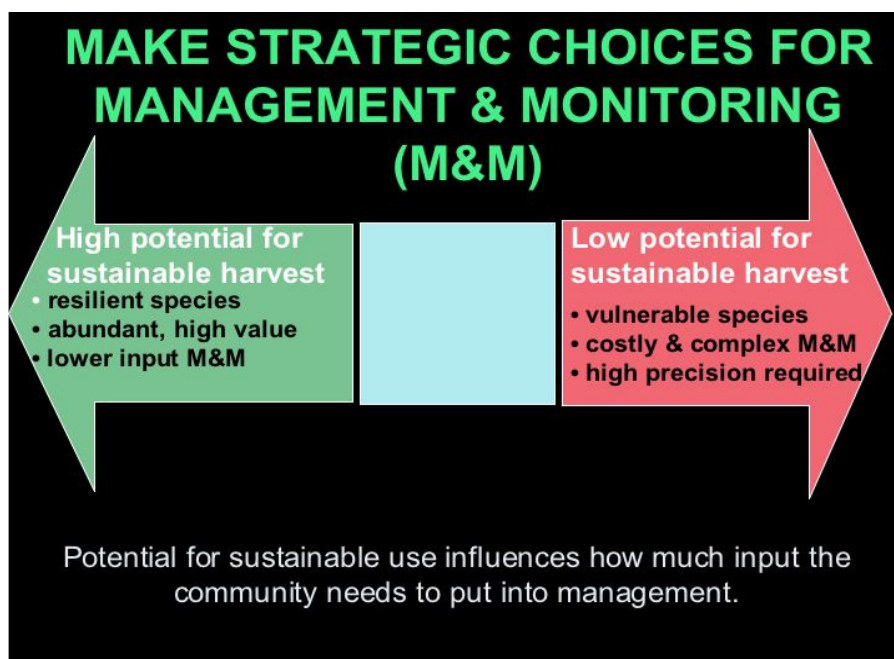 MAKE STRATEGIC CHOICES FOR
MANAGEMENT & MONITORING
(M&M)
High potential for
sustainable harvest
• resilient species
• abundant, high value
• lower input M&M
Low potential for
sustainable harvest
• vulnerable species
• costly & complex M&M
• high precision required
Potential for sustainable use influences how much input the
community needs to put into management.